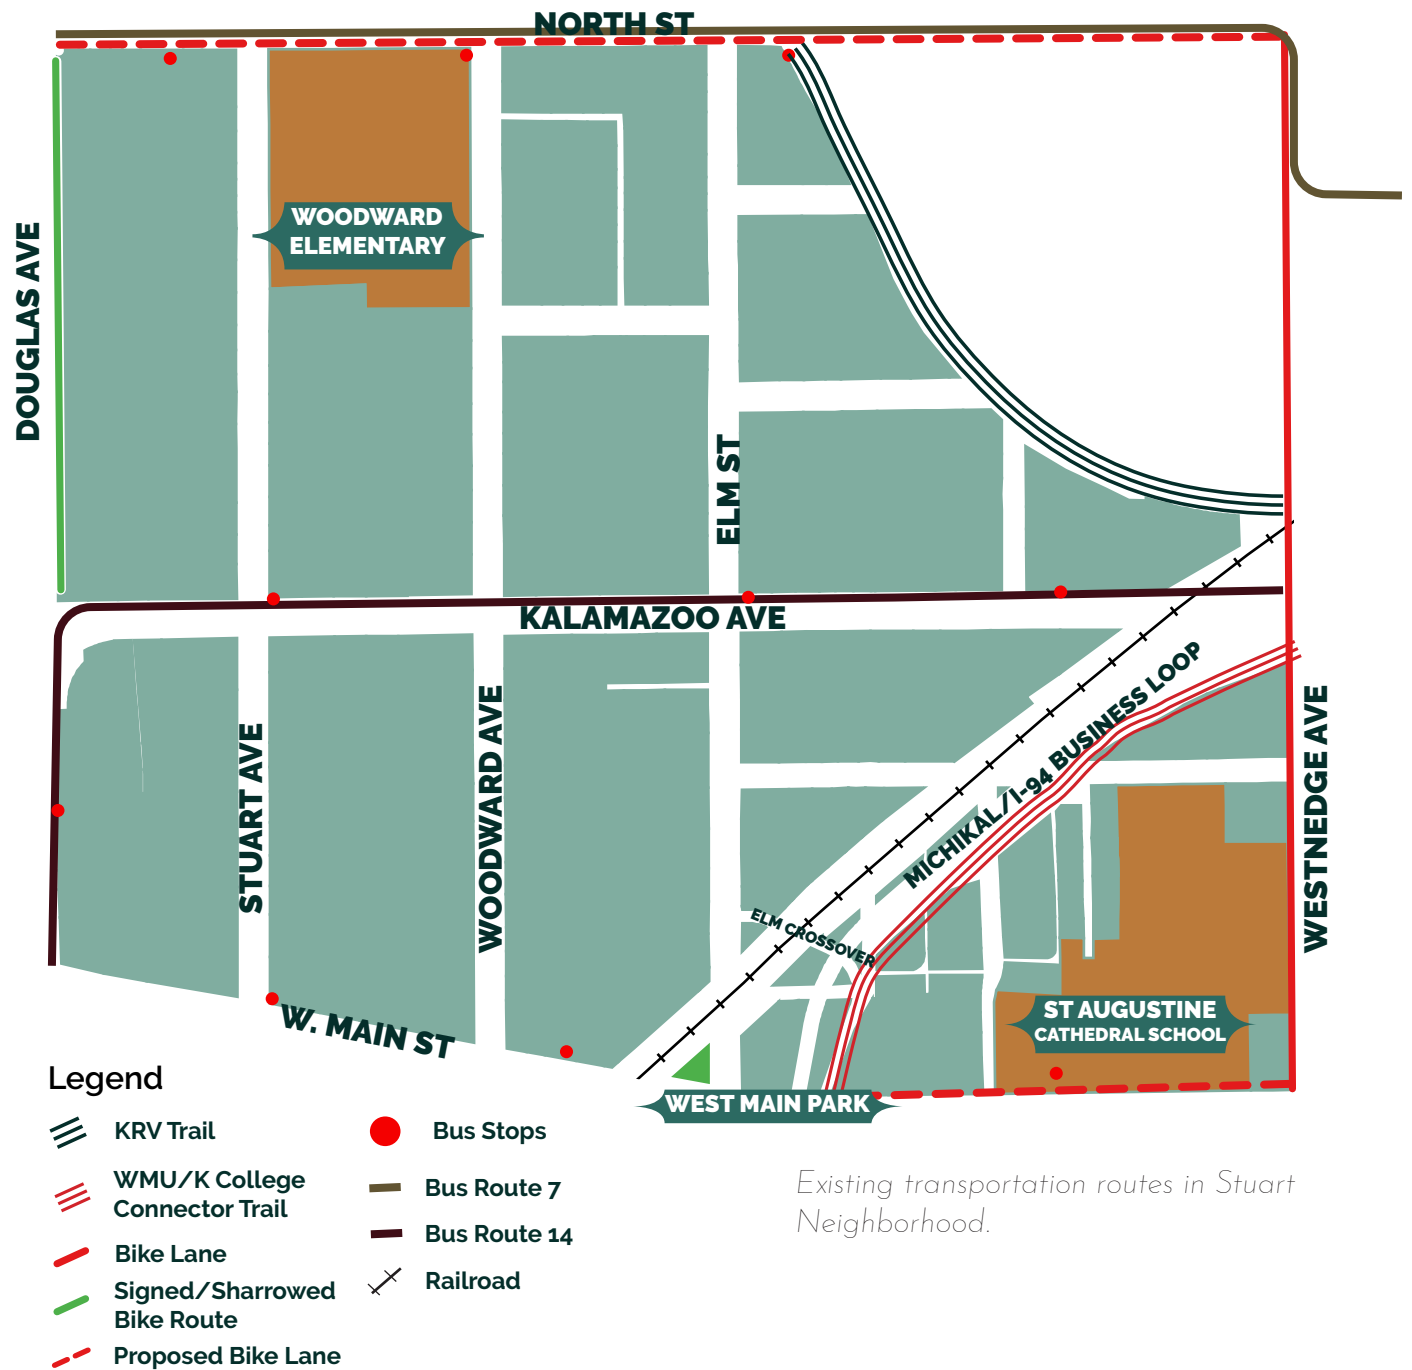 NORTH ST
WOODWARD
ELEMENTARY
DOUGLAS AVE
ELM ST
KALAMAZOO AVE
MICHIKAL/I-94 BUSINESS LOOP
STUART AVE
WOODWARD AVE
WESTNEDGE AVE
ELM CROSSOVER
ST AUGUSTINE
CATHEDRAL SCHOOL
W. MAIN ST
WEST MAIN PARK
Legend
KRV Trail
WMU/K College
Connector Trail
Bike Lane
Signed/Sharrowed
Bike Route
Proposed Bike Lane
Bus Stops
Bus Route 7
Bus Route 14
Railroad
Existing transportation routes in Stuart
Neighborhood.